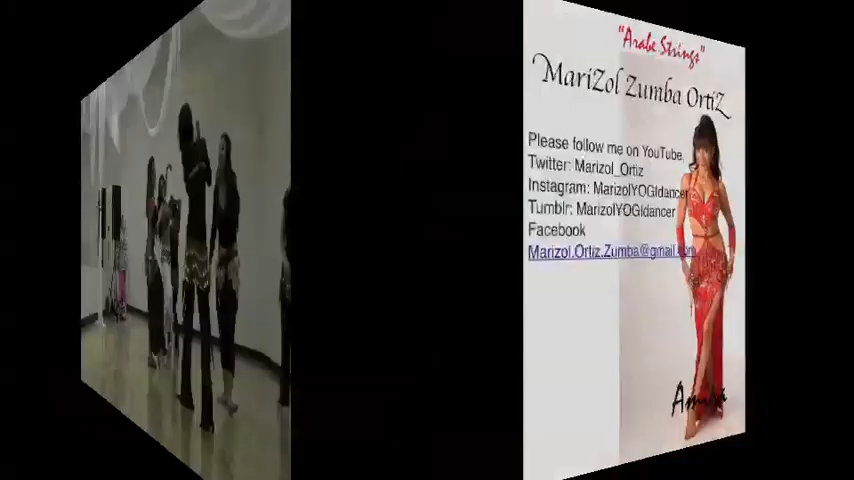 "Arabe Strings"
MariZol Zumba OrtiZ
Please follow me on YouTube,
Twitter: Marizol_Ortiz
Instagram: MarizolYOGIdancer
Tumblr: MarizolYOGIdancer
Facebook
Marizol.Ortiz.Zumba@gmail.com
Amira